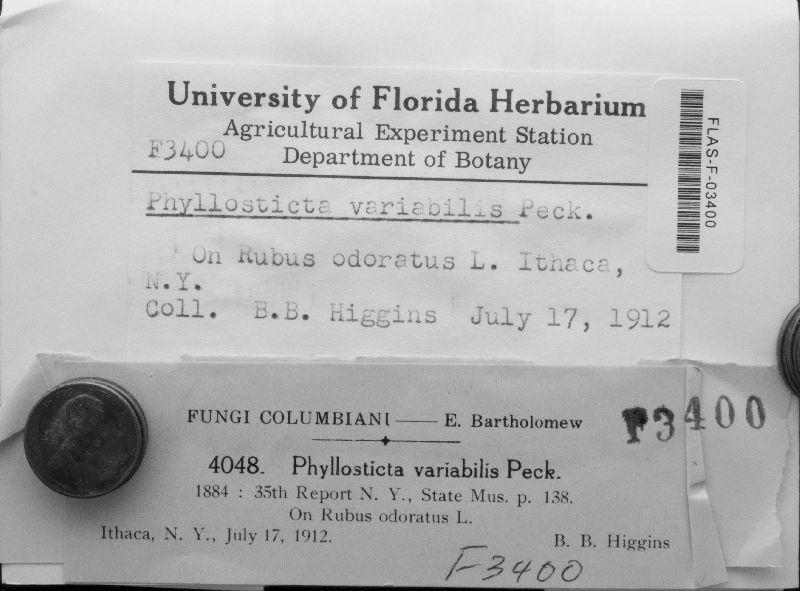 University of Florida Herbarium
Agricultural Experiment Station
F3400 Department of Botany
FLAS-F-03400
Phyllosticta variabilis Peck.
On Rubus odoratus L. Ithaca,
N.Y.
Coll. B.B. Higgins July 17, 1912
FUNGI COLUMBIANI — E. Bartholomew
F3400
4048. Phyllosticta variabilis Peck.
1884 : 35th Report N. Y., State Mus. p. 138.
On Rubus odoratus L.
Ithaca, N. Y., July 17, 1912. B. B. Higgins
F3400